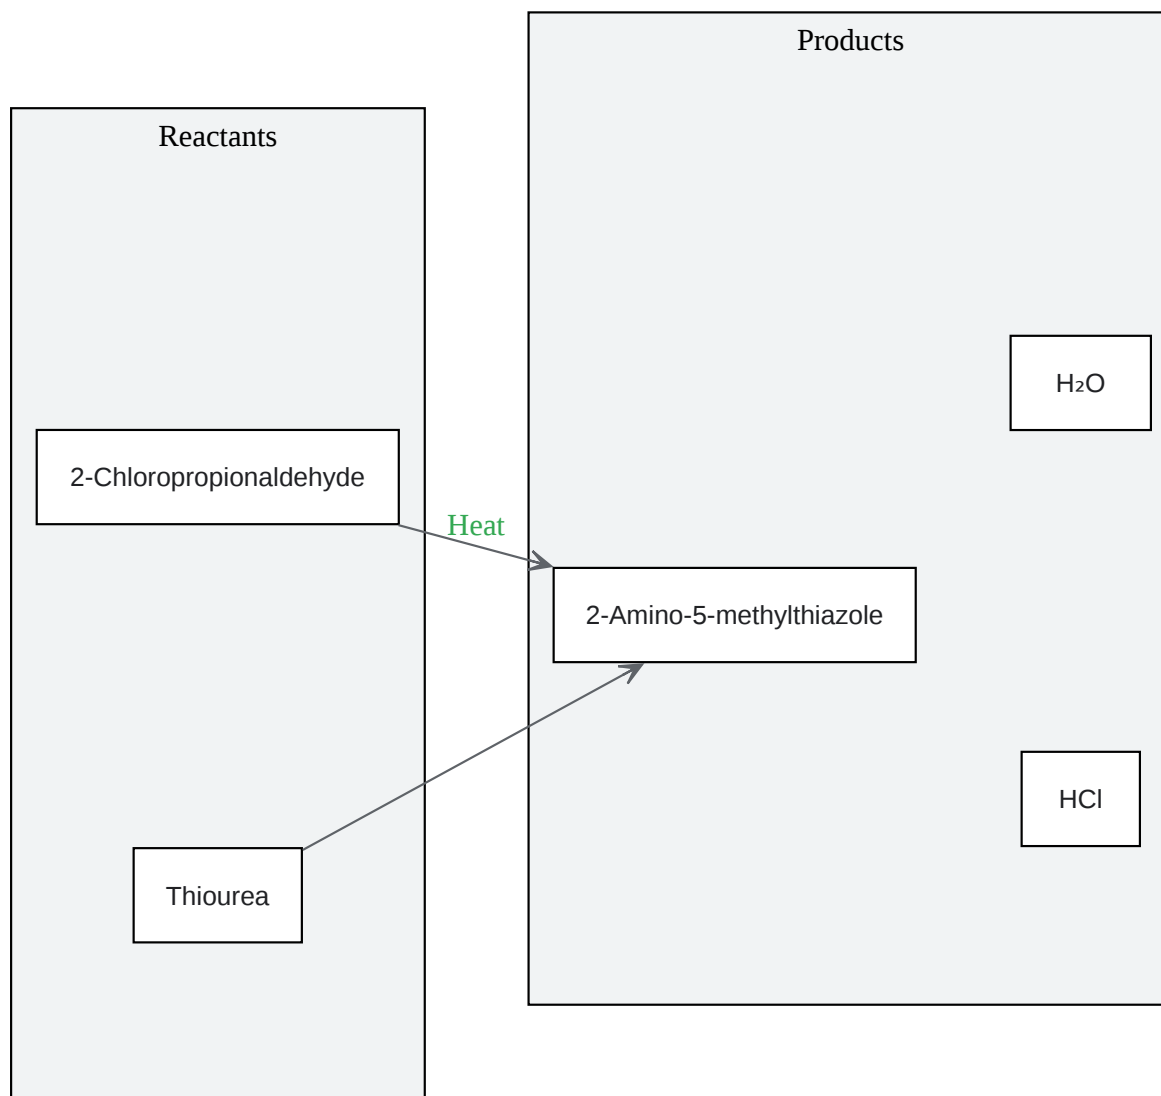 Products
Reactants
H₂O
2-Chloropropionaldehyde
Heat
2-Amino-5-methylthiazole
HCl
Thiourea